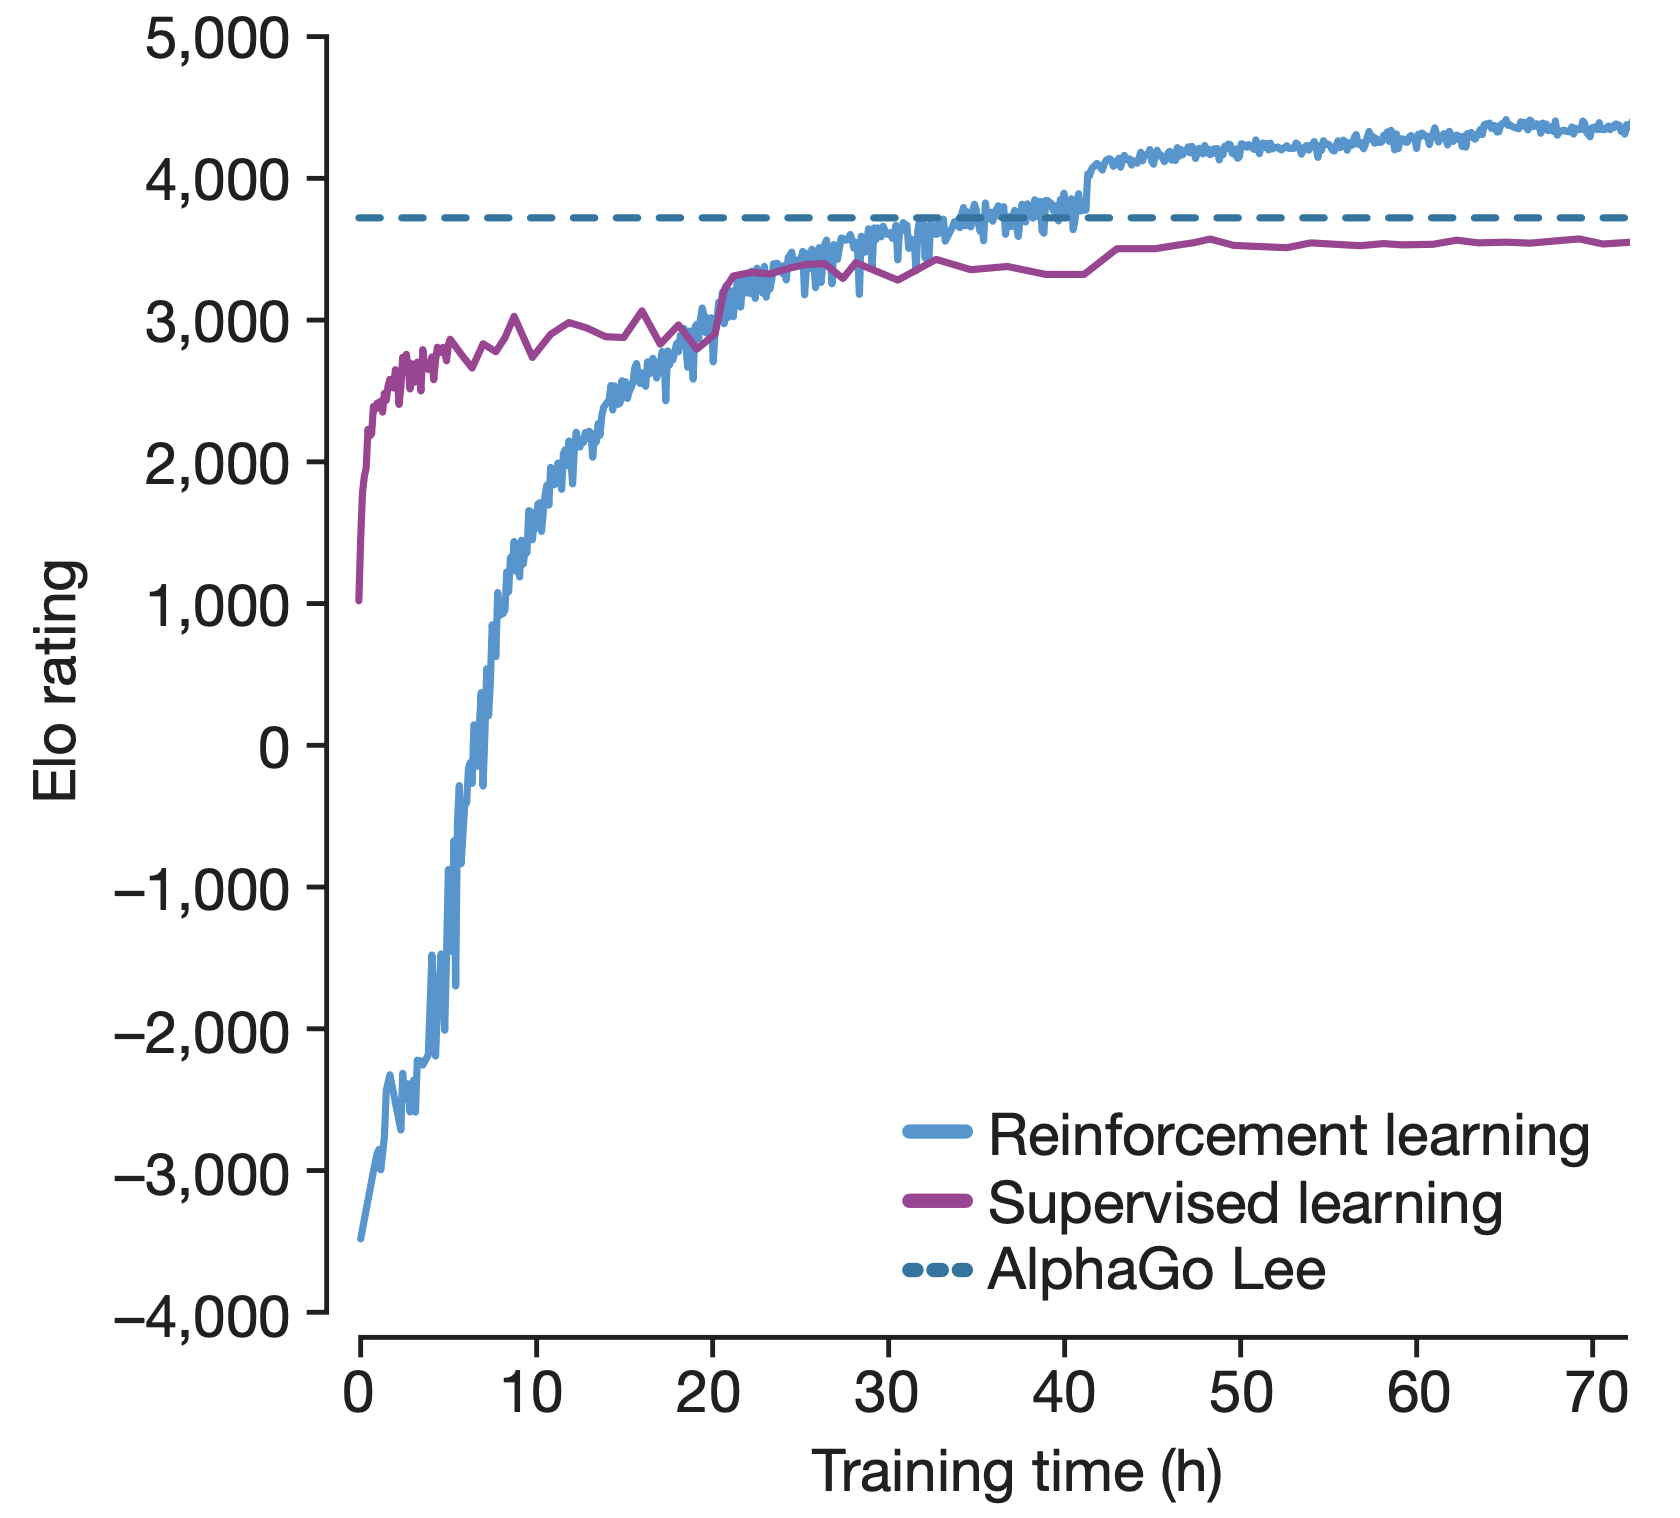 5,000
4,000
3,000
2,000
1,000
0
–1,000
–2,000
–3,000
–4,000
Elo rating
Reinforcement learning
Supervised learning
AlphaGo Lee
0 10 20 30 40 50 60 70
Training time (h)